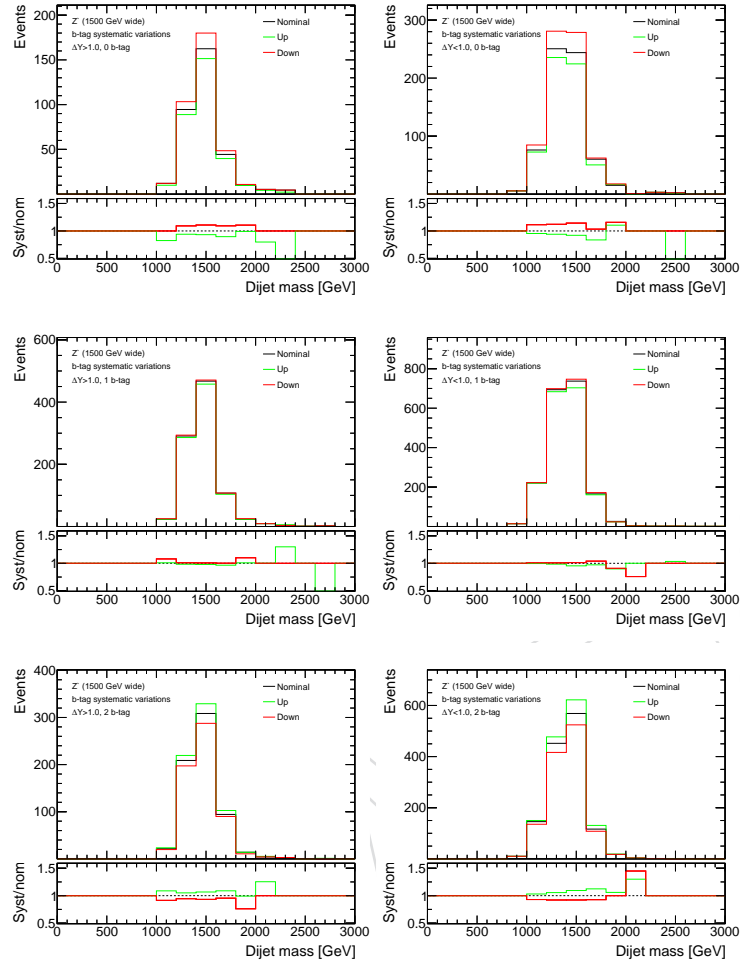 Events
200
150
100
50
Z′ (1500 GeV wide)
b-tag systematic variations
ΔY>1.0, 0 b-tag
Nominal
Up
Down
Syst/nom
1.5
1
0.5
0 500 1000 1500 2000 2500 3000
Dijet mass [GeV]
Events
300
200
100
Z′ (1500 GeV wide)
b-tag systematic variations
ΔY<1.0, 0 b-tag
Nominal
Up
Down
Syst/nom
1.5
1
0.5
0 500 1000 1500 2000 2500 3000
Dijet mass [GeV]
Events
600
400
200
Z′ (1500 GeV wide)
b-tag systematic variations
ΔY>1.0, 1 b-tag
Nominal
Up
Down
Syst/nom
1.5
1
0.5
0 500 1000 1500 2000 2500 3000
Dijet mass [GeV]
Events
800
600
400
200
Z′ (1500 GeV wide)
b-tag systematic variations
ΔY<1.0, 1 b-tag
Nominal
Up
Down
Syst/nom
1.5
1
0.5
0 500 1000 1500 2000 2500 3000
Dijet mass [GeV]
Events
400
300
200
100
Z′ (1500 GeV wide)
b-tag systematic variations
ΔY>1.0, 2 b-tag
Nominal
Up
Down
Syst/nom
1.5
1
0.5
0 500 1000 1500 2000 2500 3000
Dijet mass [GeV]
Events
600
400
200
Z′ (1500 GeV wide)
b-tag systematic variations
ΔY<1.0, 2 b-tag
Nominal
Up
Down
Syst/nom
1.5
1
0.5
0 500 1000 1500 2000 2500 3000
Dijet mass [GeV]